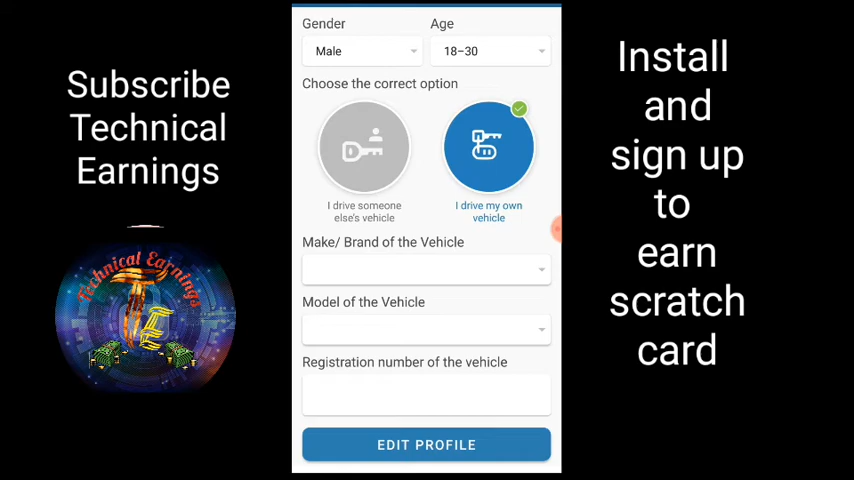 Subscribe
Technical
Earnings
Technical Earnings
T
E
Gender
Age
Male
18–30
Choose the correct option
I drive someone
else's vehicle
I drive my own
vehicle
Make/ Brand of the Vehicle
Model of the Vehicle
Registration number of the vehicle
EDIT PROFILE
Install
and
sign up
to
earn
scratch
card